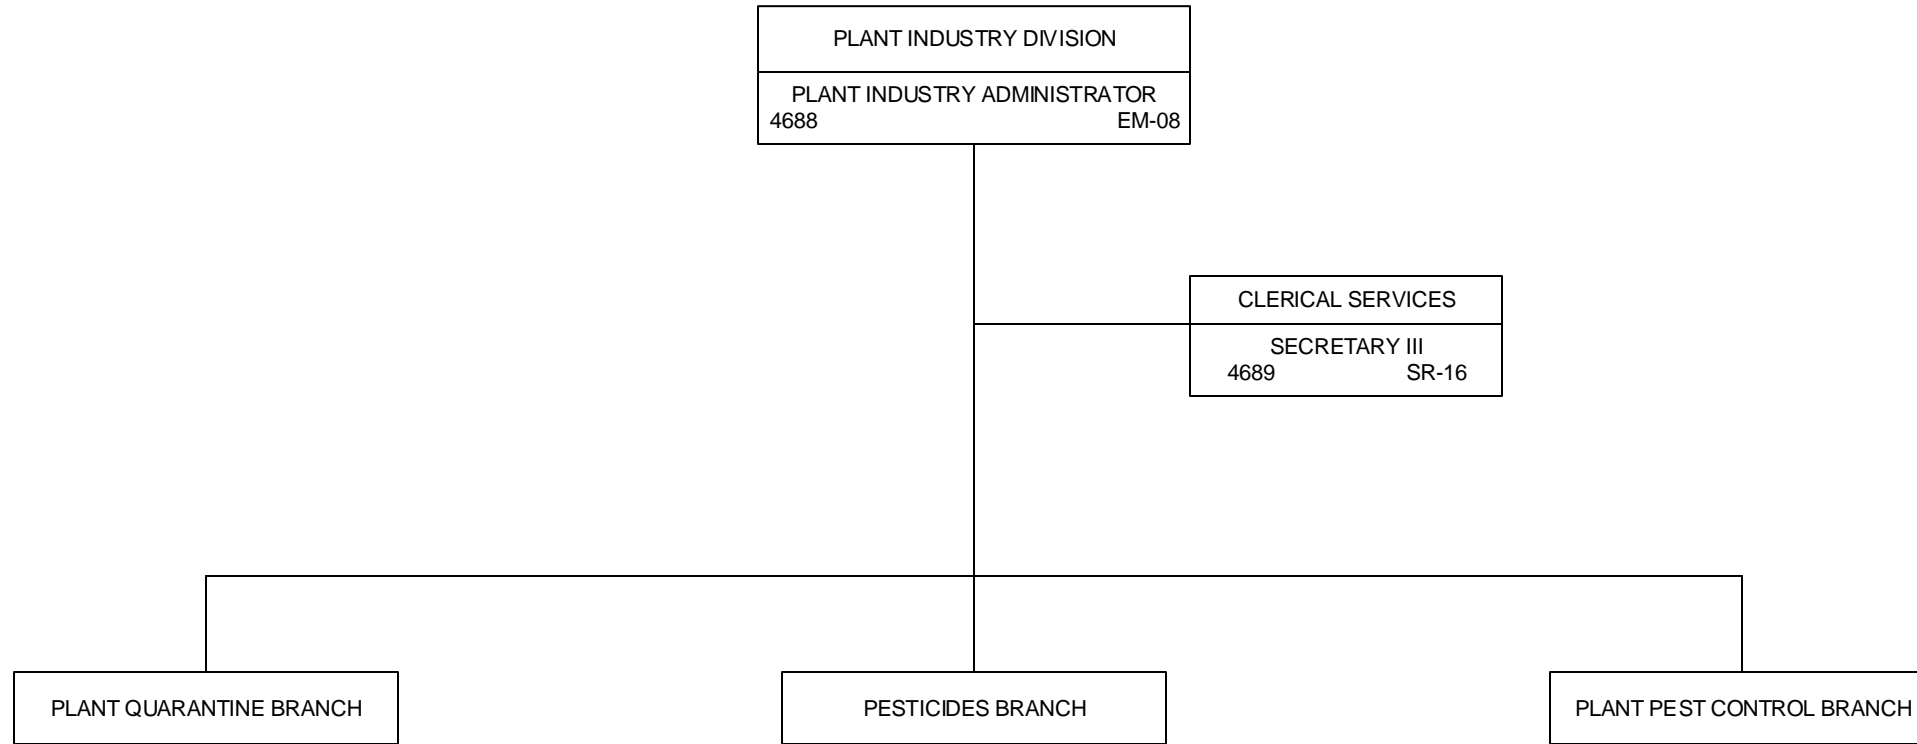 PLANT INDUSTRY DIVISION
PLANT INDUSTRY ADMINISTRATOR
4688 EM-08
CLERICAL SERVICES
SECRETARY III
4689 SR-16
PLANT QUARANTINE BRANCH
PESTICIDES BRANCH
PLANT PEST CONTROL BRANCH